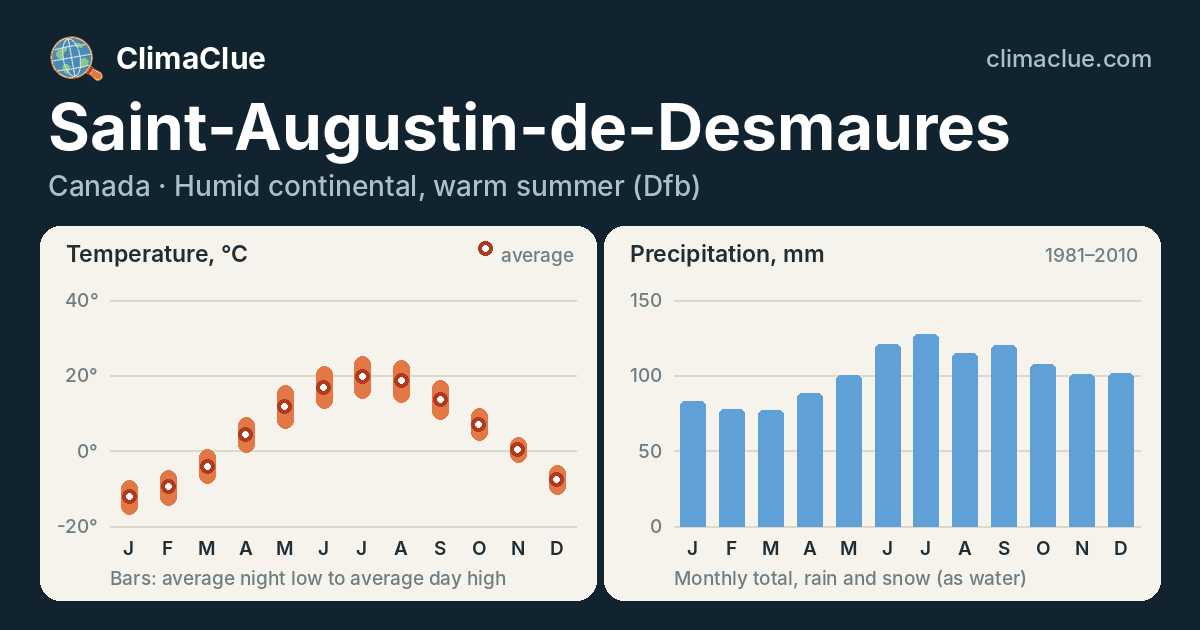 ClimaClue
climaclue.com
Saint-Augustin-de-Desmaures
Canada · Humid continental, warm summer (Dfb)
Temperature, °C
average
40°
20°
0°
-20°
J F M A M J J A S O N D
Bars: average night low to average day high
Precipitation, mm
1981–2010
150
100
50
0
J F M A M J J A S O N D
Monthly total, rain and snow (as water)